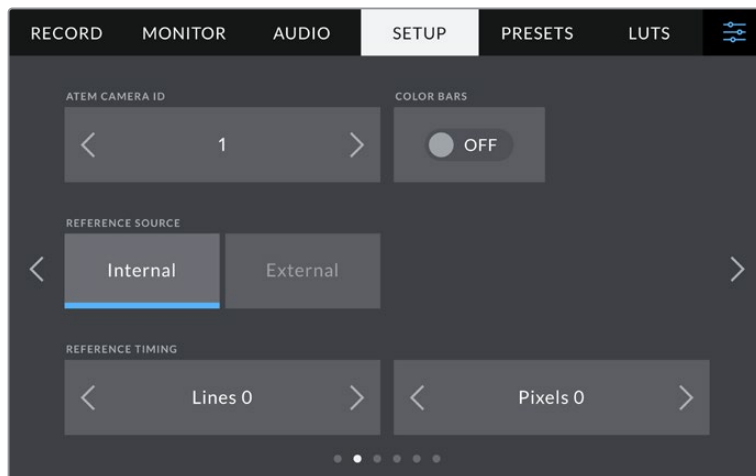 RECORD MONITOR AUDIO SETUP PRESETS LUTS
ATEM CAMERA ID COLOR BARS
1 OFF
REFERENCE SOURCE
Internal External
REFERENCE TIMING
Lines 0 Pixels 0